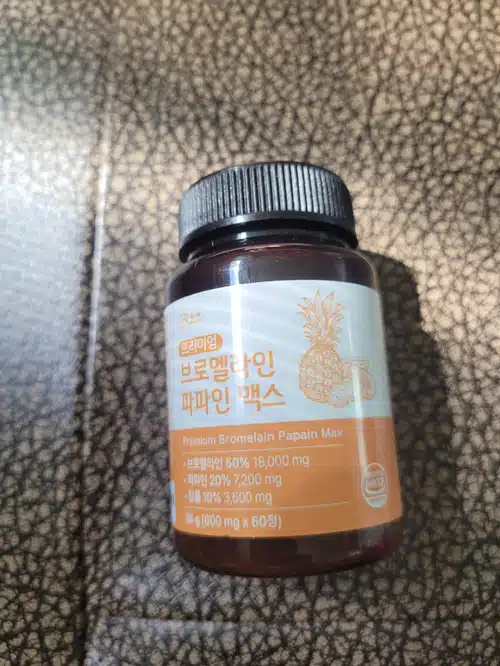 프리미엄
브로멜라인
파파인 맥스
Premium Bromelain Papain Max
• 브로멜라인 50% 18,000 mg
• 파파인 20% 7,200 mg
10% 3,600 mg
(600 mg x 60정)
HACCP